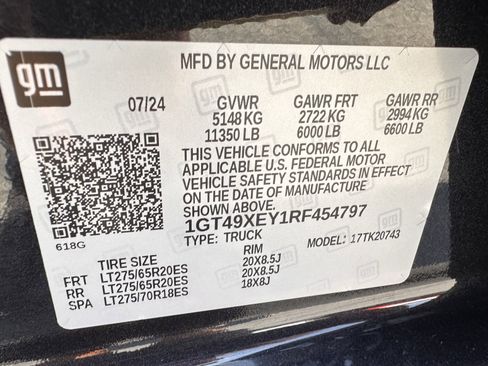 gm
MFD BY GENERAL MOTORS LLC
07/24 GVWR GAWR FRT GAWR RR
5148 KG 2722 KG 2994 KG
11350 LB 6000 LB 6600 LB
THIS VEHICLE CONFORMS TO ALL
APPLICABLE U.S. FEDERAL MOTOR
VEHICLE SAFETY STANDARDS IN EFFECT
ON THE DATE OF MANUFACTURE
SHOWN ABOVE.
1GT49XEY1RF454797
618G TYPE: TRUCK MODEL: 17TK20743
TIRE SIZE RIM
FRT LT275/65R20ES 20X8.5J
RR LT275/65R20ES 20X8.5J
SPA LT275/70R18ES 18X8J